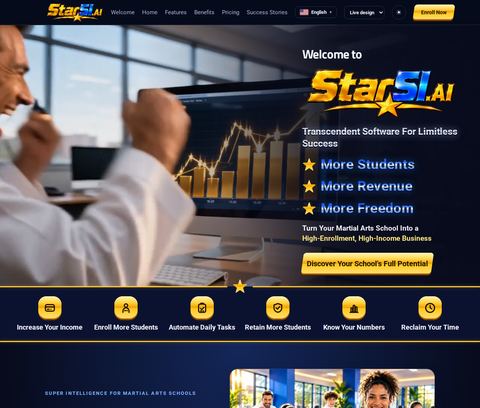 StarSI.AI
Welcome Home Features Benefits Pricing Success Stories English Live design Enroll Now
Welcome to
StarSI.AI
Transcendent Software For Limitless
Success
More Students
More Revenue
More Freedom
Turn Your Martial Arts School Into a
High-Enrollment, High-Income Business
Discover Your School's Full Potential
Increase Your Income Enroll More Students Automate Daily Tasks Retain More Students Know Your Numbers Reclaim Your Time
SUPER INTELLIGENCE FOR MARTIAL ARTS SCHOOLS